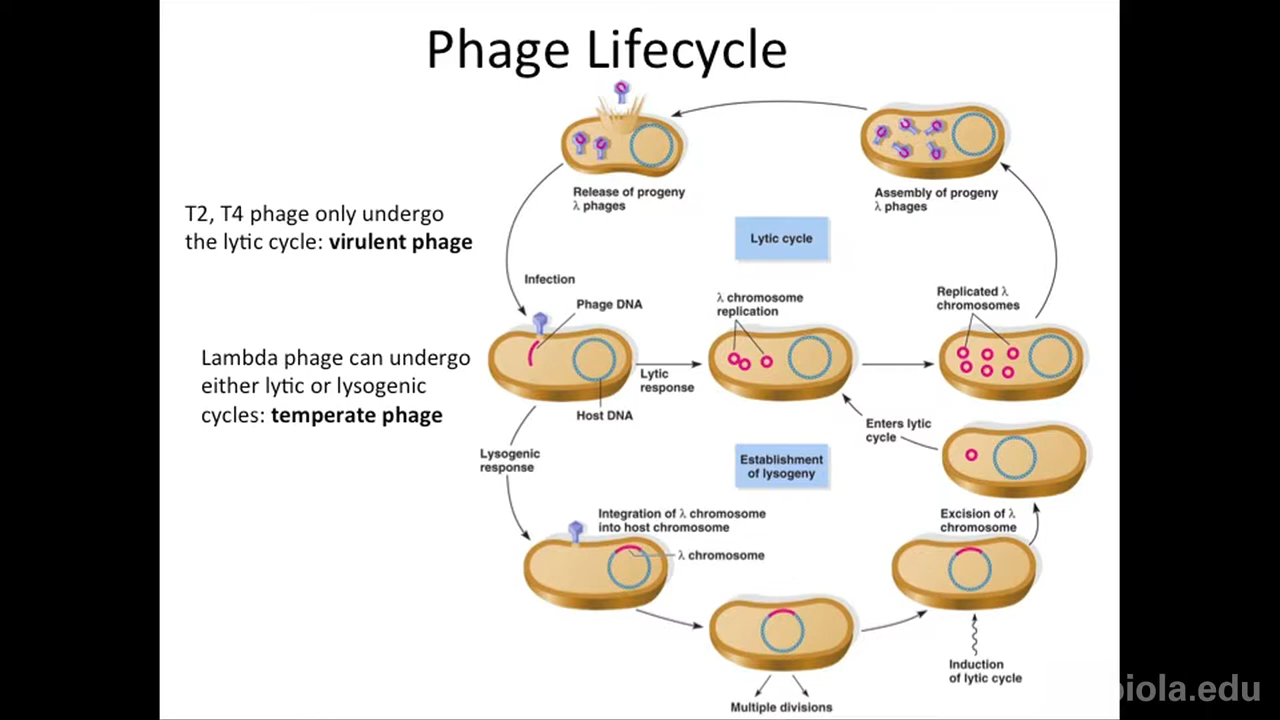 Phage Lifecycle
Release of progeny
λ phages
Assembly of progeny
λ phages
T2, T4 phage only undergo
the lytic cycle: virulent phage
Lytic cycle
Infection
Phage DNA
λ chromosome
replication
Replicated λ
chromosomes
Lambda phage can undergo
either lytic or lysogenic
cycles: temperate phage
Lytic
response
Host DNA
Enters lytic
cycle
Lysogenic
response
Establishment
of lysogeny
Integration of λ chromosome
into host chromosome
λ chromosome
Excision of λ
chromosome
Induction
of lytic cycle
Multiple divisions
biola.edu